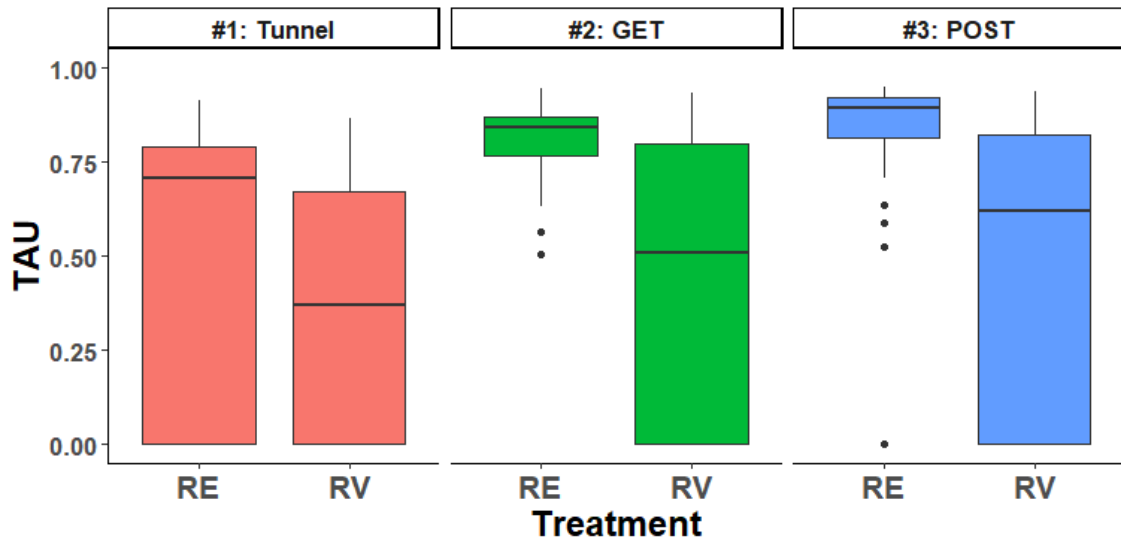 #1: Tunnel #2: GET #3: POST
1.00
0.75
0.50
0.25
0.00
TAU
RE RV RE RV RE RV
Treatment